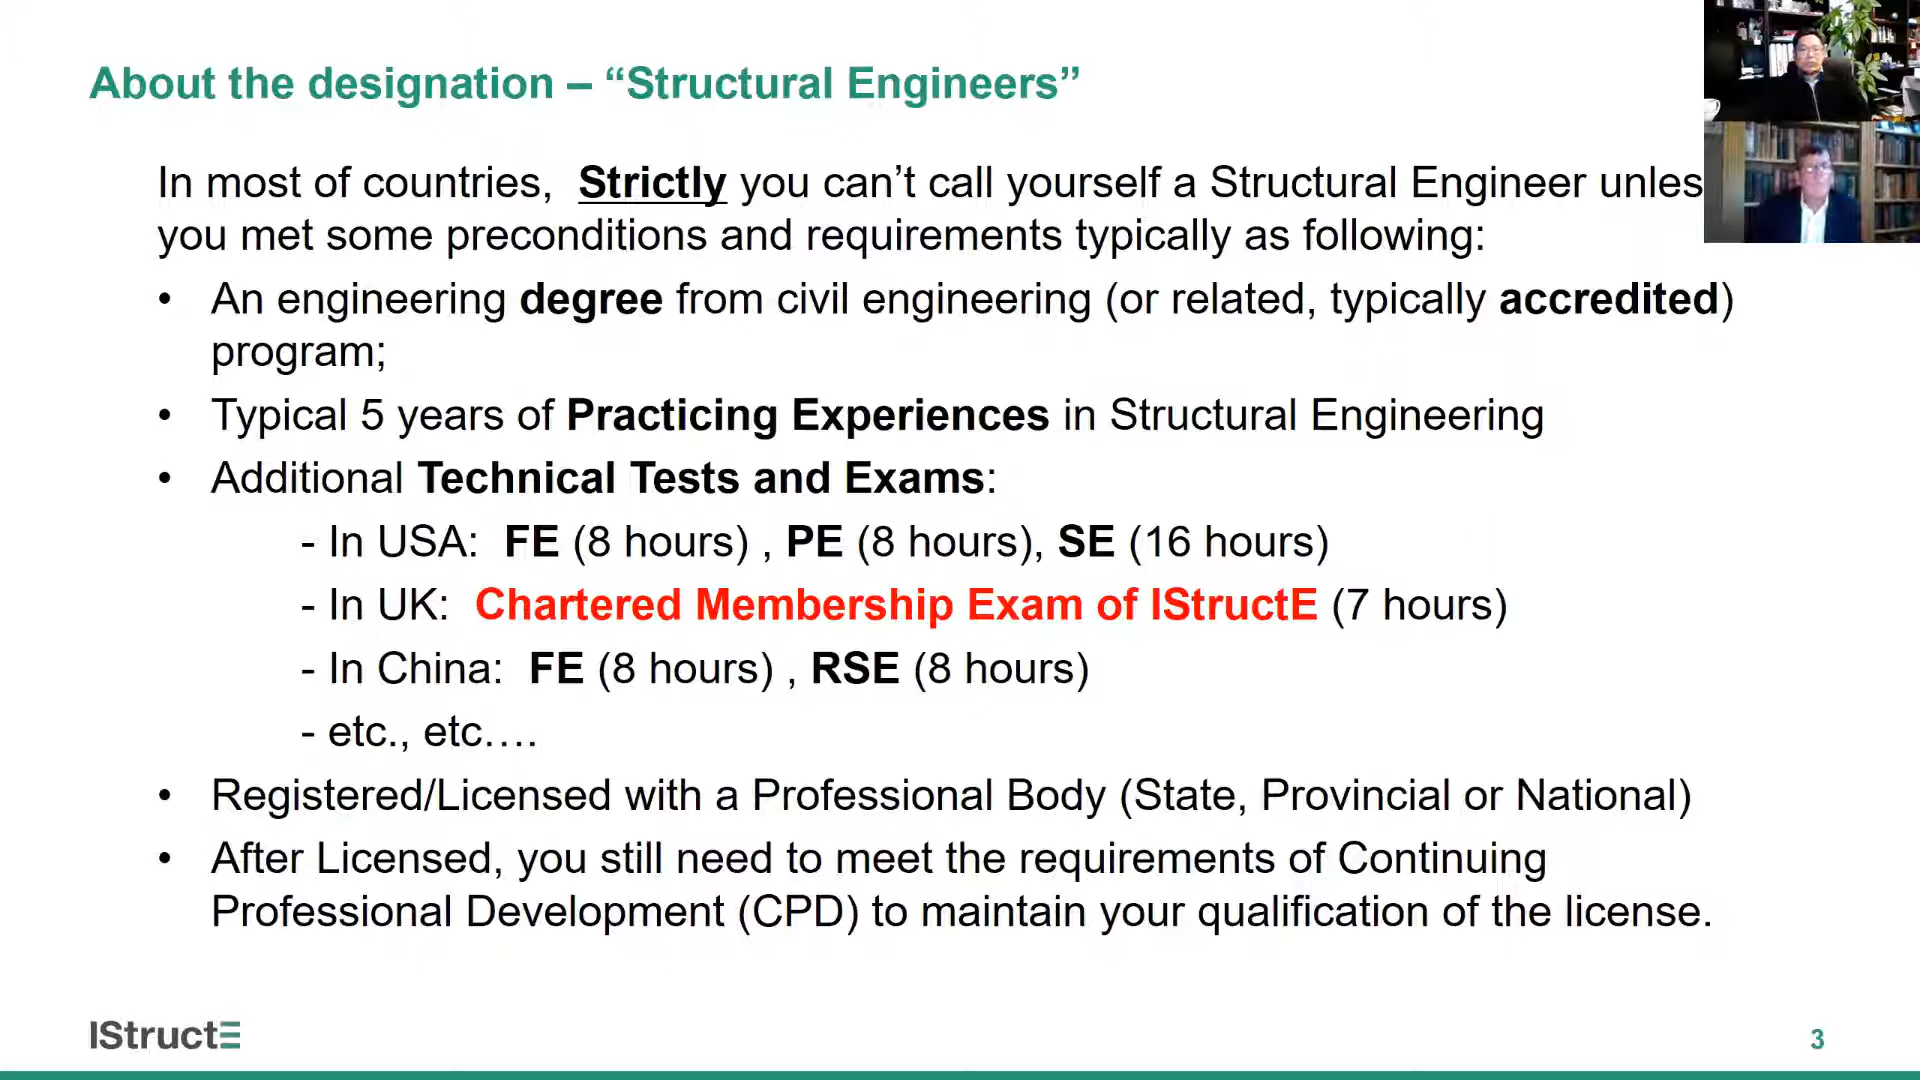 About the designation – “Structural Engineers”
In most of countries,  Strictly you can’t call yourself a Structural Engineer unles
you met some preconditions and requirements typically as following:
• An engineering degree from civil engineering (or related, typically accredited)
program;
• Typical 5 years of Practicing Experiences in Structural Engineering
• Additional Technical Tests and Exams:
- In USA:  FE (8 hours) , PE (8 hours), SE (16 hours)
- In UK:  Chartered Membership Exam of IStructE (7 hours)
- In China:  FE (8 hours) , RSE (8 hours)
- etc., etc….
• Registered/Licensed with a Professional Body (State, Provincial or National)
• After Licensed, you still need to meet the requirements of Continuing
Professional Development (CPD) to maintain your qualification of the license.
IStructE
3